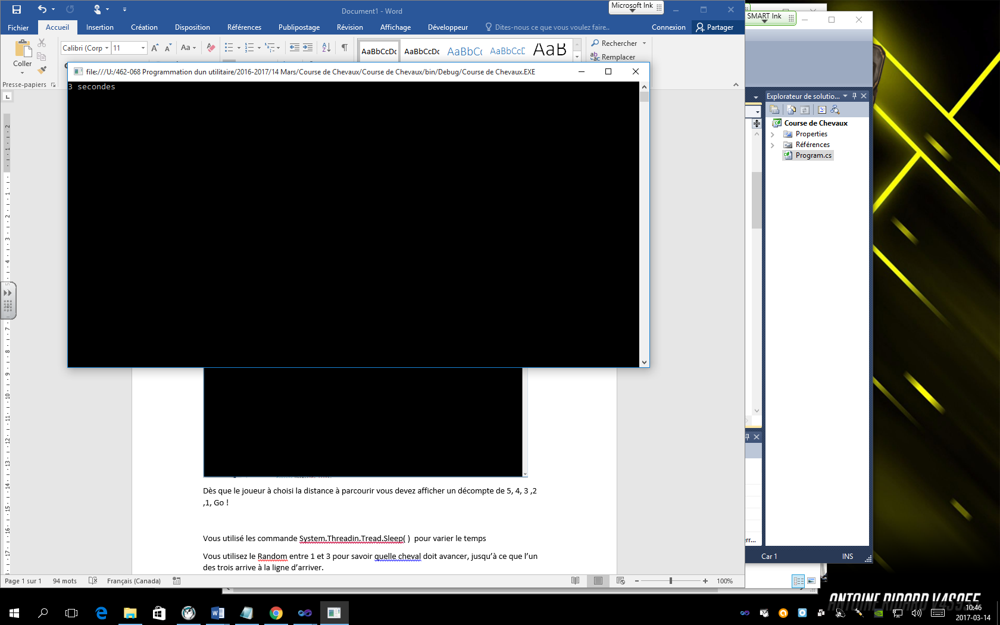 Document1 - Word
Microsoft Ink
SMART Ink
Fichier Accueil Insertion Création Disposition Références Publipostage Révision Affichage Développeur Dites-nous ce que vous voulez faire.. Connexion Partager
Coller
Presse-papiers
Calibri (Corp 11
Aa
AaBbCcDc AaBbCcDc AaBbC AaBbCcD AaB
Rechercher
Remplacer
file:///U:/462-068 Programmation dun utilitaire/2016-2017/14 Mars/Course de Chevaux/Course de Chevaux/bin/Debug/Course de Chevaux.EXE
3 secondes
Explorateur de solutio...
Course de Chevaux
Properties
Références
Program.cs
Dès que le joueur à choisi la distance à parcourir vous devez afficher un décompte de 5, 4, 3 ,2
,1, Go !
Vous utilisé les commande System.Threadin.Tread.Sleep( )  pour varier le temps
Vous utilisez le Random entre 1 et 3 pour savoir quelle cheval doit avancer, jusqu'à ce que l'un
des trois arrive à la ligne d'arriver.
err...
Car 1 INS
Page 1 sur 1 94 mots Français (Canada) 100%
ANTOINE RIDARD V4S9
10:46
2017-03-14